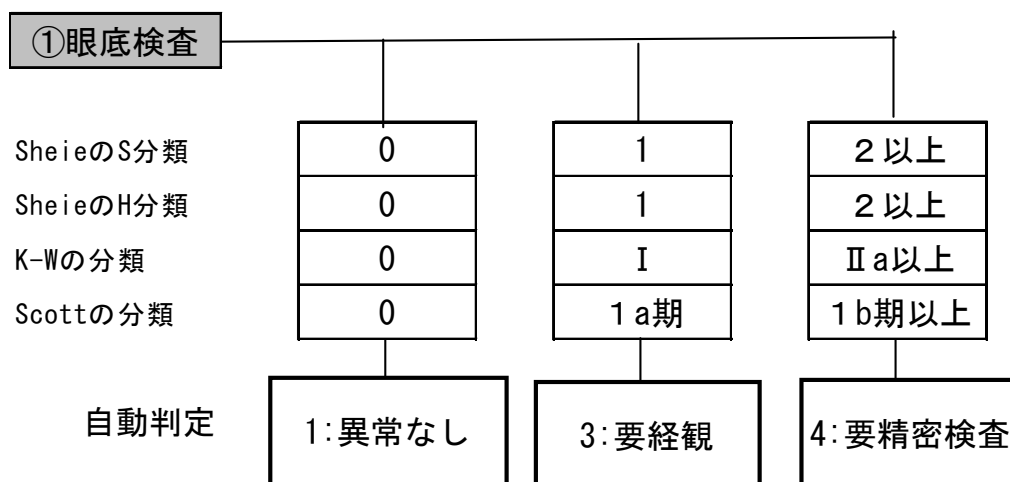 ①眼底検査
SheieのS分類 0 1 2以上
SheieのH分類 0 1 2以上
K-Wの分類 0 I Ⅱa以上
Scottの分類 0 1a期 1b期以上
自動判定 1:異常なし 3:要経観 4:要精密検査